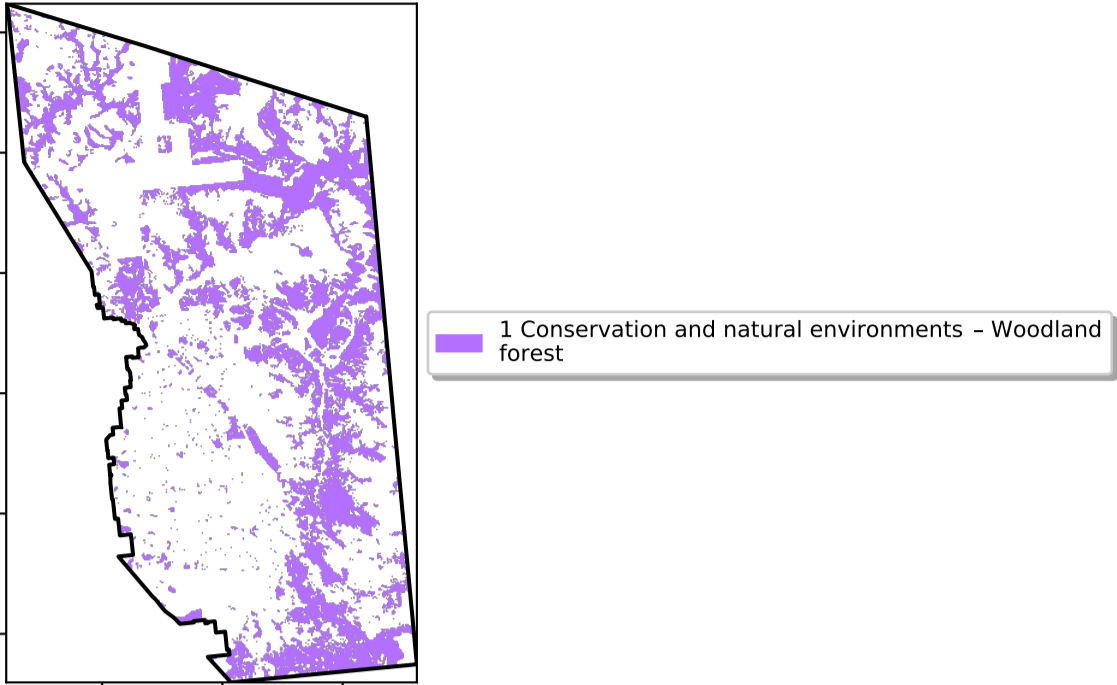 1 Conservation and natural environments – Woodland
forest